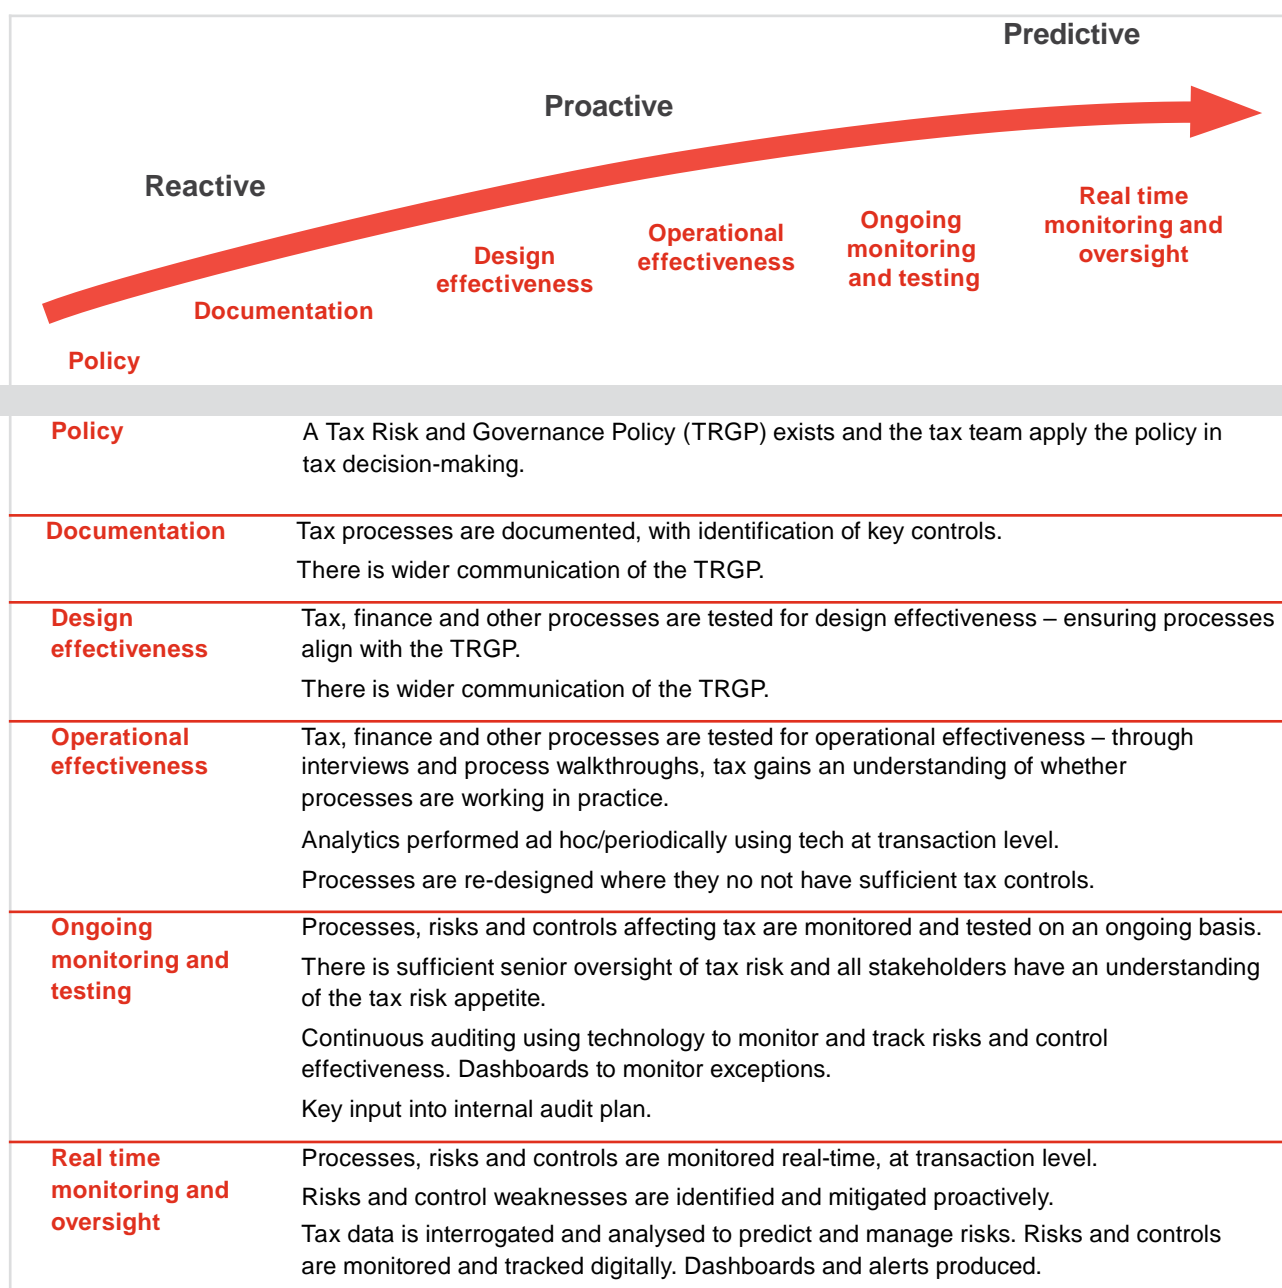 Predictive
Proactive
Reactive
Real time
monitoring and
oversight
Ongoing
monitoring
and testing
Operational
effectiveness
Design
effectiveness
Documentation
Policy
Policy
A Tax Risk and Governance Policy (TRGP) exists and the tax team apply the policy in
tax decision-making.
Documentation
Tax processes are documented, with identification of key controls.
There is wider communication of the TRGP.
Design
effectiveness
Tax, finance and other processes are tested for design effectiveness – ensuring processes
align with the TRGP.
There is wider communication of the TRGP.
Operational
effectiveness
Tax, finance and other processes are tested for operational effectiveness – through
interviews and process walkthroughs, tax gains an understanding of whether
processes are working in practice.
Analytics performed ad hoc/periodically using tech at transaction level.
Processes are re-designed where they no not have sufficient tax controls.
Ongoing
monitoring and
testing
Processes, risks and controls affecting tax are monitored and tested on an ongoing basis.
There is sufficient senior oversight of tax risk and all stakeholders have an understanding
of the tax risk appetite.
Continuous auditing using technology to monitor and track risks and control
effectiveness. Dashboards to monitor exceptions.
Key input into internal audit plan.
Real time
monitoring and
oversight
Processes, risks and controls are monitored real-time, at transaction level.
Risks and control weaknesses are identified and mitigated proactively.
Tax data is interrogated and analysed to predict and manage risks. Risks and controls
are monitored and tracked digitally. Dashboards and alerts produced.